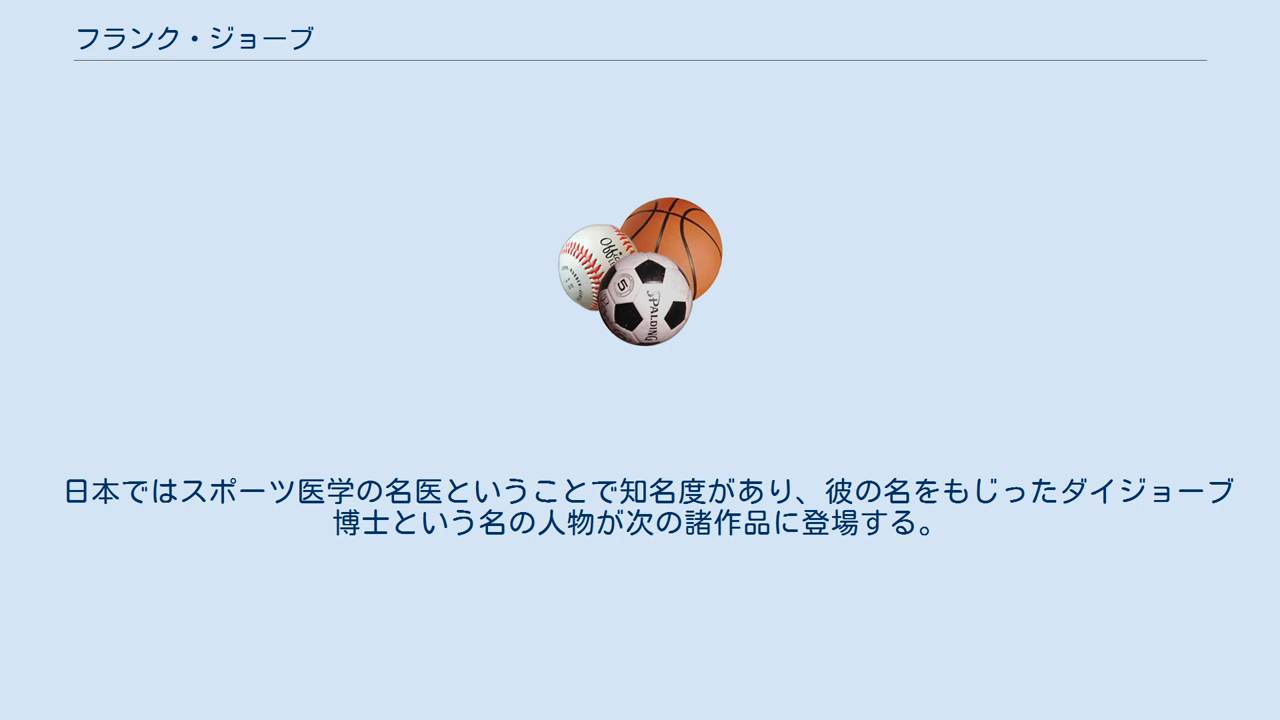 フランク・ジョーブ
Offic
5
SPALDING
日本ではスポーツ医学の名医ということで知名度があり、彼の名をもじったダイジョーブ
博士という名の人物が次の諸作品に登場する。